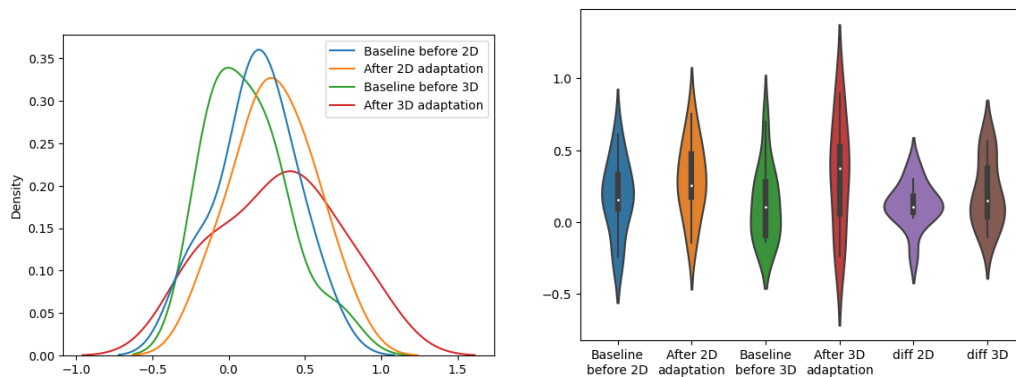 Density
0.35
0.30
0.25
0.20
0.15
0.10
0.05
0.00
−1.0
−0.5
0.0
0.5
1.0
1.5
Baseline before 2D
After 2D adaptation
Baseline before 3D
After 3D adaptation
1.0
0.5
0.0
−0.5
Baseline
before 2D
After 2D
adaptation
Baseline
before 3D
After 3D
adaptation
diff 2D
diff 3D